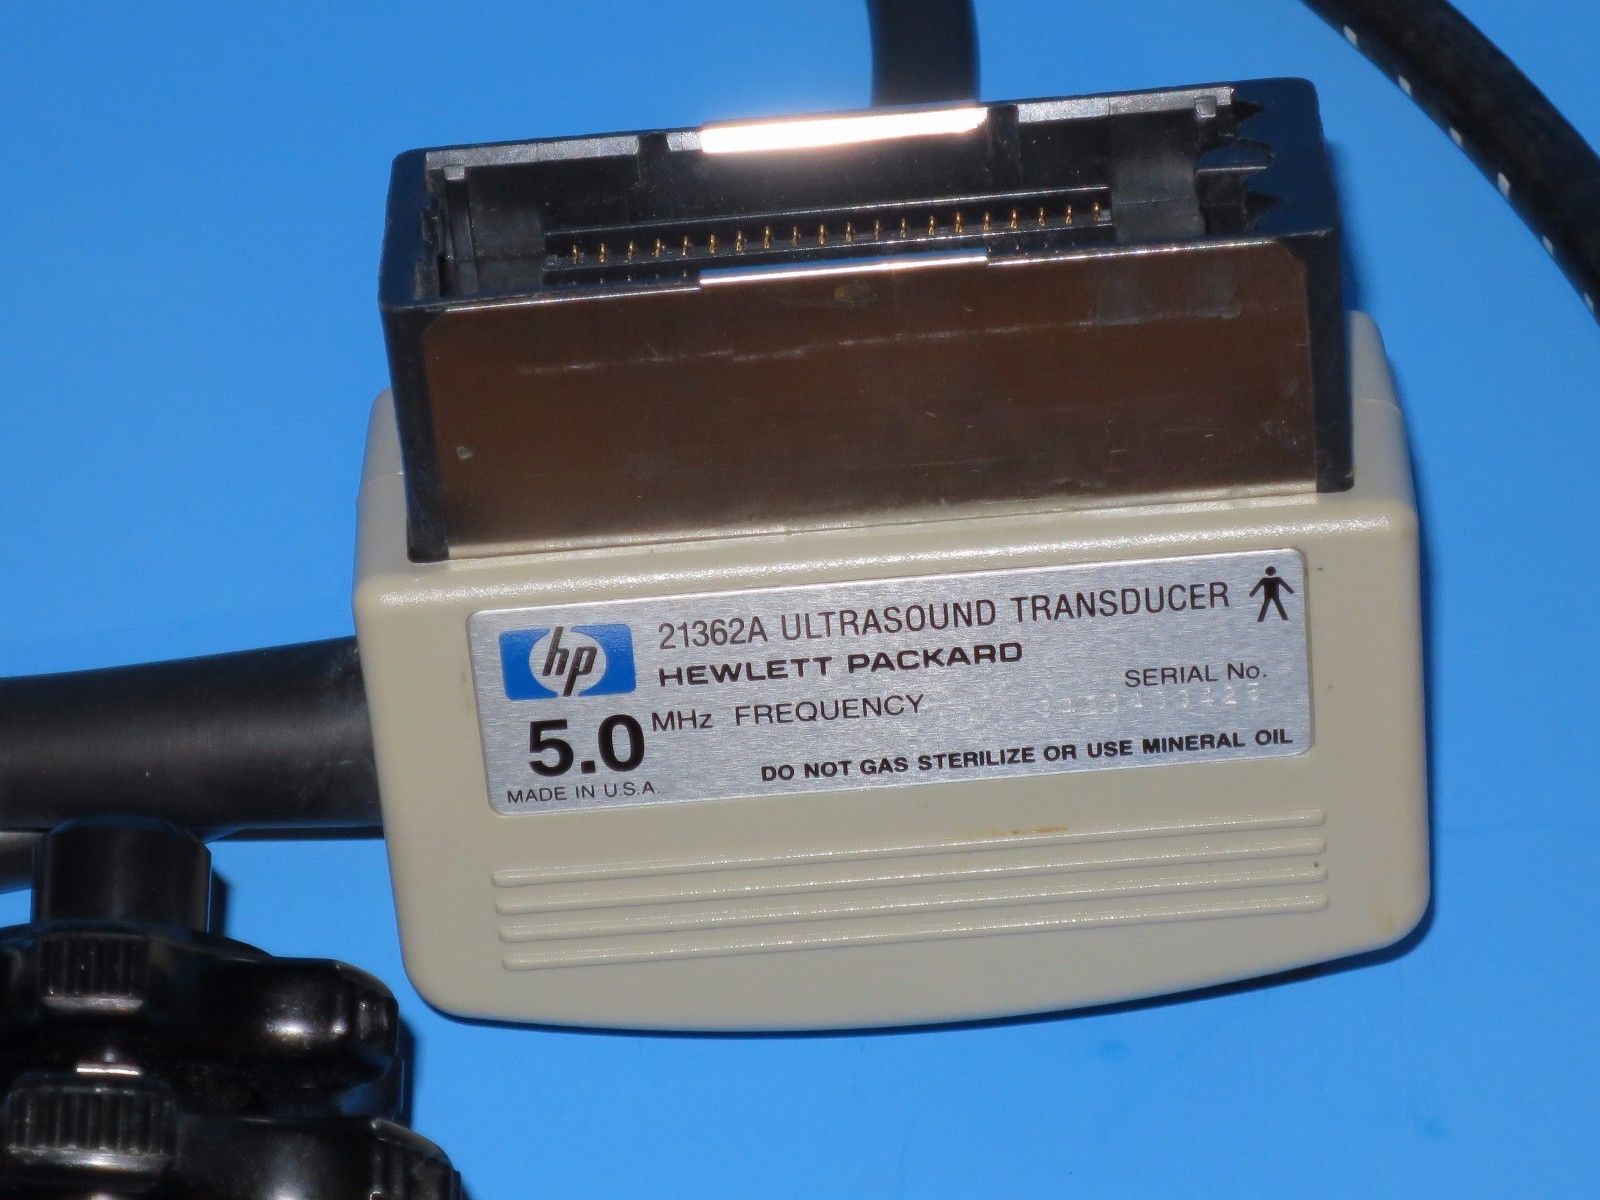 hp
21362A ULTRASOUND TRANSDUCER
HEWLETT PACKARD
SERIAL No.
5.0 MHz FREQUENCY
DO NOT GAS STERILIZE OR USE MINERAL OIL
MADE IN U.S.A.